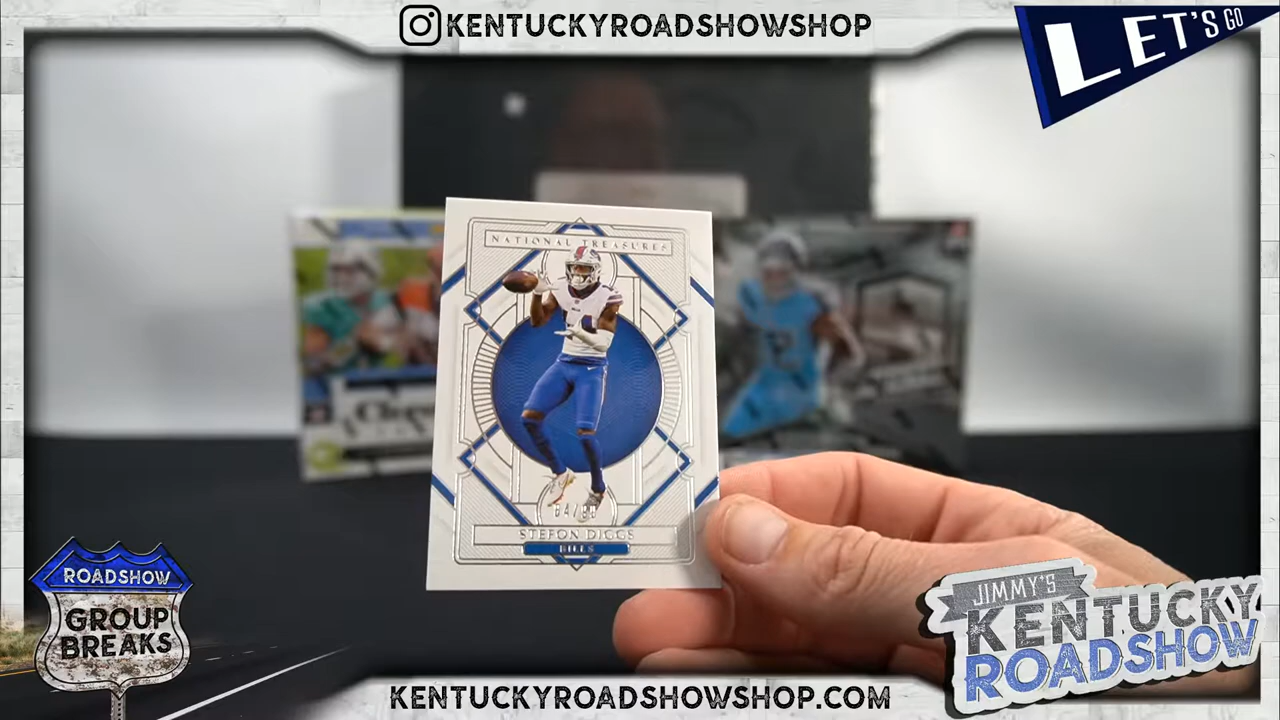 KENTUCKYROADSHOWSHOP
LET'S GO
NATIONAL TREASURES
STEFON DIGGS
BILLS
ROADSHOW
GROUP
BREAKS
JIMMY'S
KENTUCKY
ROADSHOW
KENTUCKYROADSHOWSHOP.COM